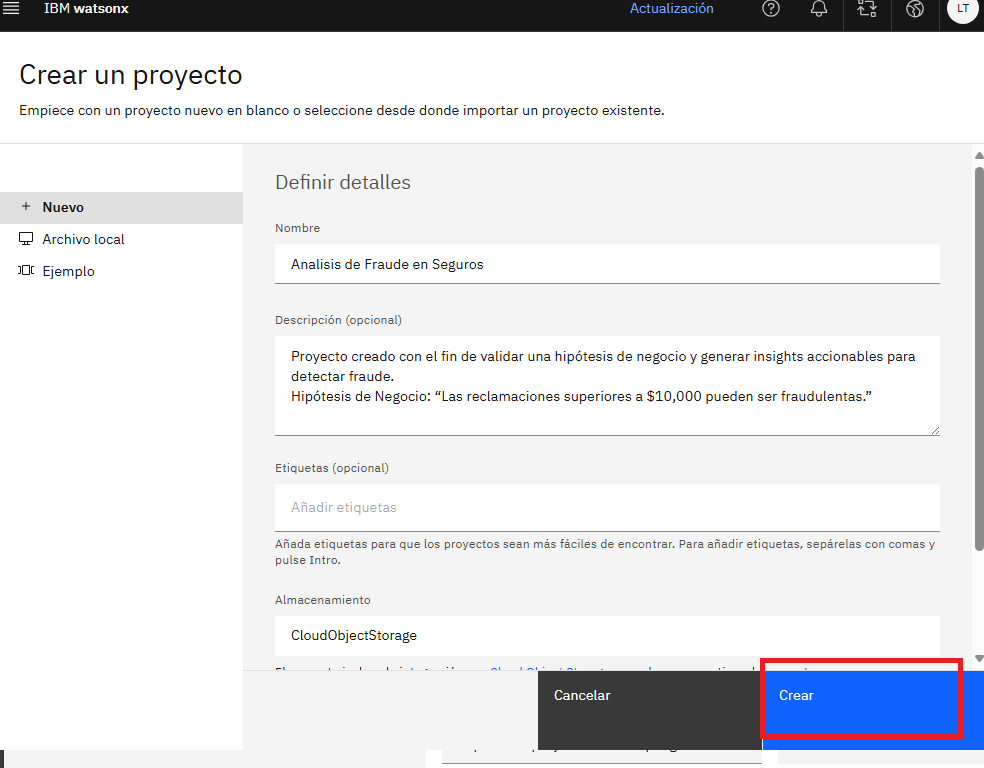 IBM watsonx
Actualización
LT
Crear un proyecto
Empiece con un proyecto nuevo en blanco o seleccione desde donde importar un proyecto existente.
+ Nuevo
Archivo local
Ejemplo
Definir detalles
Nombre
Analisis de Fraude en Seguros
Descripción (opcional)
Proyecto creado con el fin de validar una hipótesis de negocio y generar insights accionables para
detectar fraude.
Hipótesis de Negocio: “Las reclamaciones superiores a $10,000 pueden ser fraudulentas.”
Etiquetas (opcional)
Añadir etiquetas
Añada etiquetas para que los proyectos sean más fáciles de encontrar. Para añadir etiquetas, sepárelas con comas y
pulse Intro.
Almacenamiento
CloudObjectStorage
Cancelar
Crear